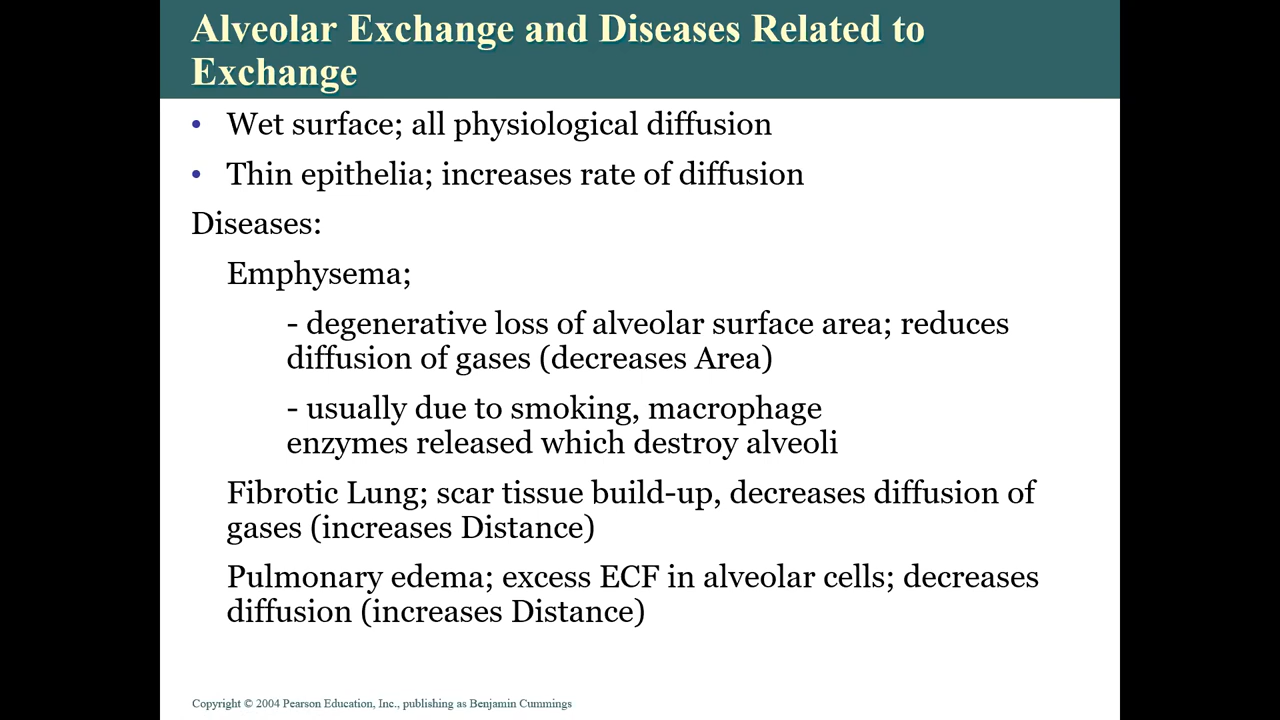 Alveolar Exchange and Diseases Related to
Exchange
• Wet surface; all physiological diffusion
• Thin epithelia; increases rate of diffusion
Diseases:
Emphysema;
- degenerative loss of alveolar surface area; reduces
diffusion of gases (decreases Area)
- usually due to smoking, macrophage
enzymes released which destroy alveoli
Fibrotic Lung; scar tissue build-up, decreases diffusion of
gases (increases Distance)
Pulmonary edema; excess ECF in alveolar cells; decreases
diffusion (increases Distance)
Copyright © 2004 Pearson Education, Inc., publishing as Benjamin Cummings